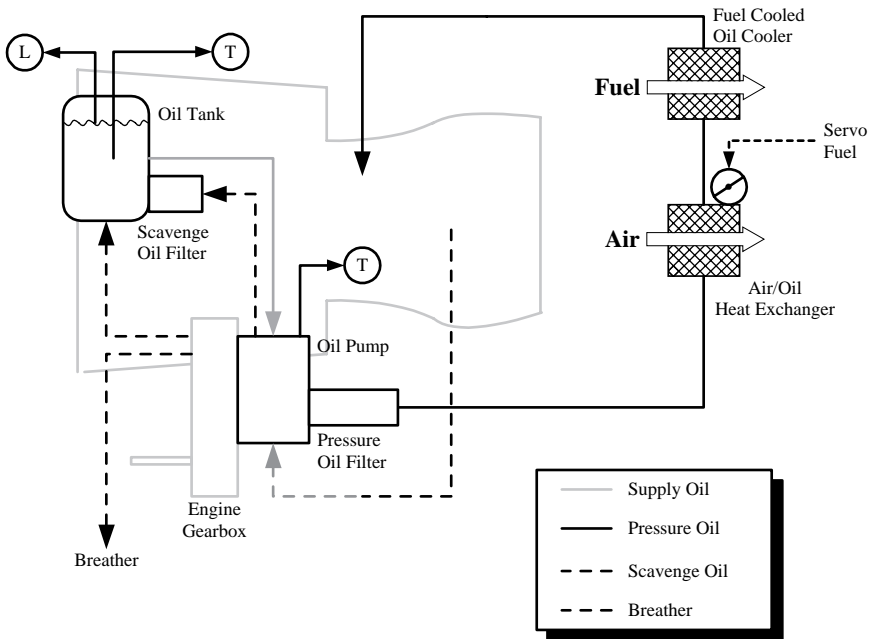 Fuel Cooled
Oil Cooler
L
T
Fuel
Oil Tank
Servo
Fuel
Scavenge
Oil Filter
Air
T
Air/Oil
Heat Exchanger
Oil Pump
Pressure
Oil Filter
Engine
Gearbox
Breather
Supply Oil
Pressure Oil
Scavenge Oil
Breather